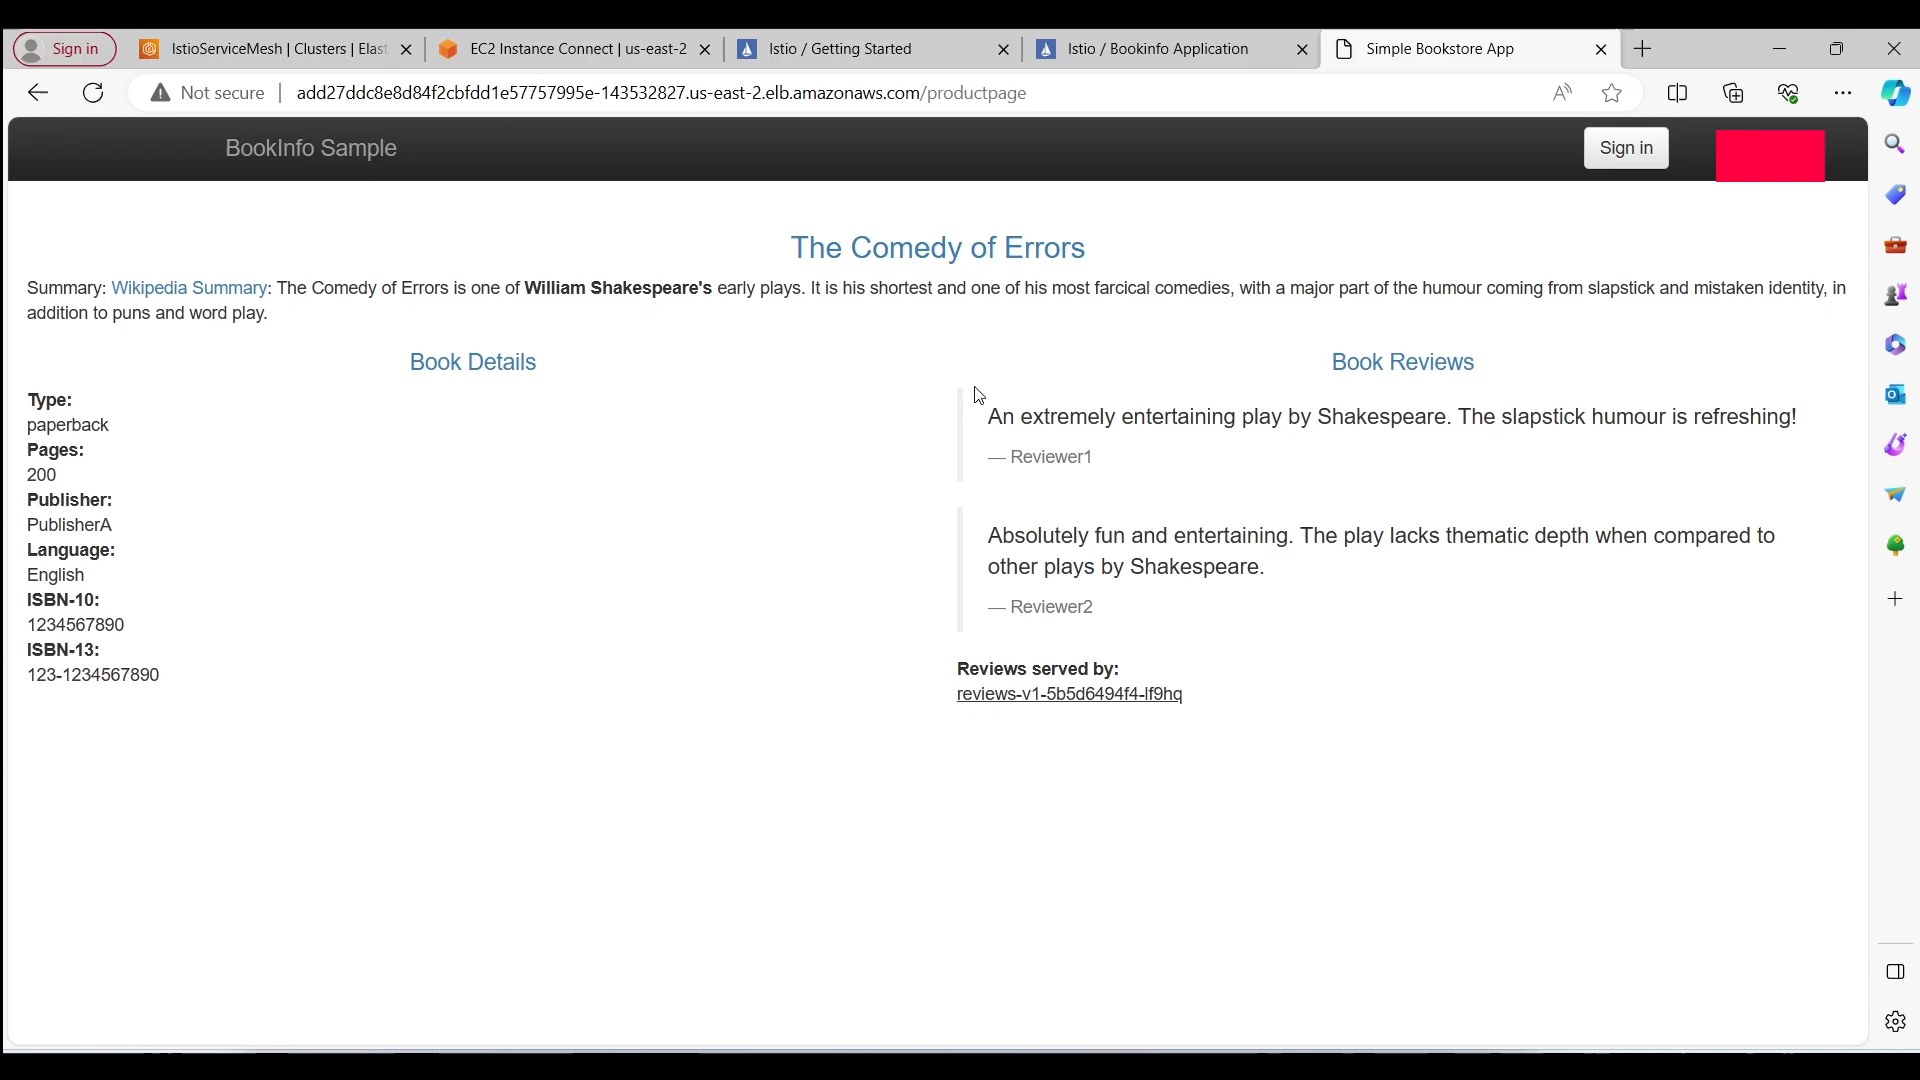 Sign in
IstioServiceMesh | Clusters | Elast
EC2 Instance Connect | us-east-2
Istio / Getting Started
Istio / Bookinfo Application
Simple Bookstore App
Not secure
add27ddc8e8d84f2cbfdd1e57757995e-143532827.us-east-2.elb.amazonaws.com/productpage
BookInfo Sample
Sign in
The Comedy of Errors
Summary: Wikipedia Summary: The Comedy of Errors is one of William Shakespeare's early plays. It is his shortest and one of his most farcical comedies, with a major part of the humour coming from slapstick and mistaken identity, in
addition to puns and word play.
Book Details
Type:
paperback
Pages:
200
Publisher:
PublisherA
Language:
English
ISBN-10:
1234567890
ISBN-13:
123-1234567890
Book Reviews
An extremely entertaining play by Shakespeare. The slapstick humour is refreshing!
— Reviewer1
Absolutely fun and entertaining. The play lacks thematic depth when compared to
other plays by Shakespeare.
— Reviewer2
Reviews served by:
reviews-v1-5b5d6494f4-lf9hq